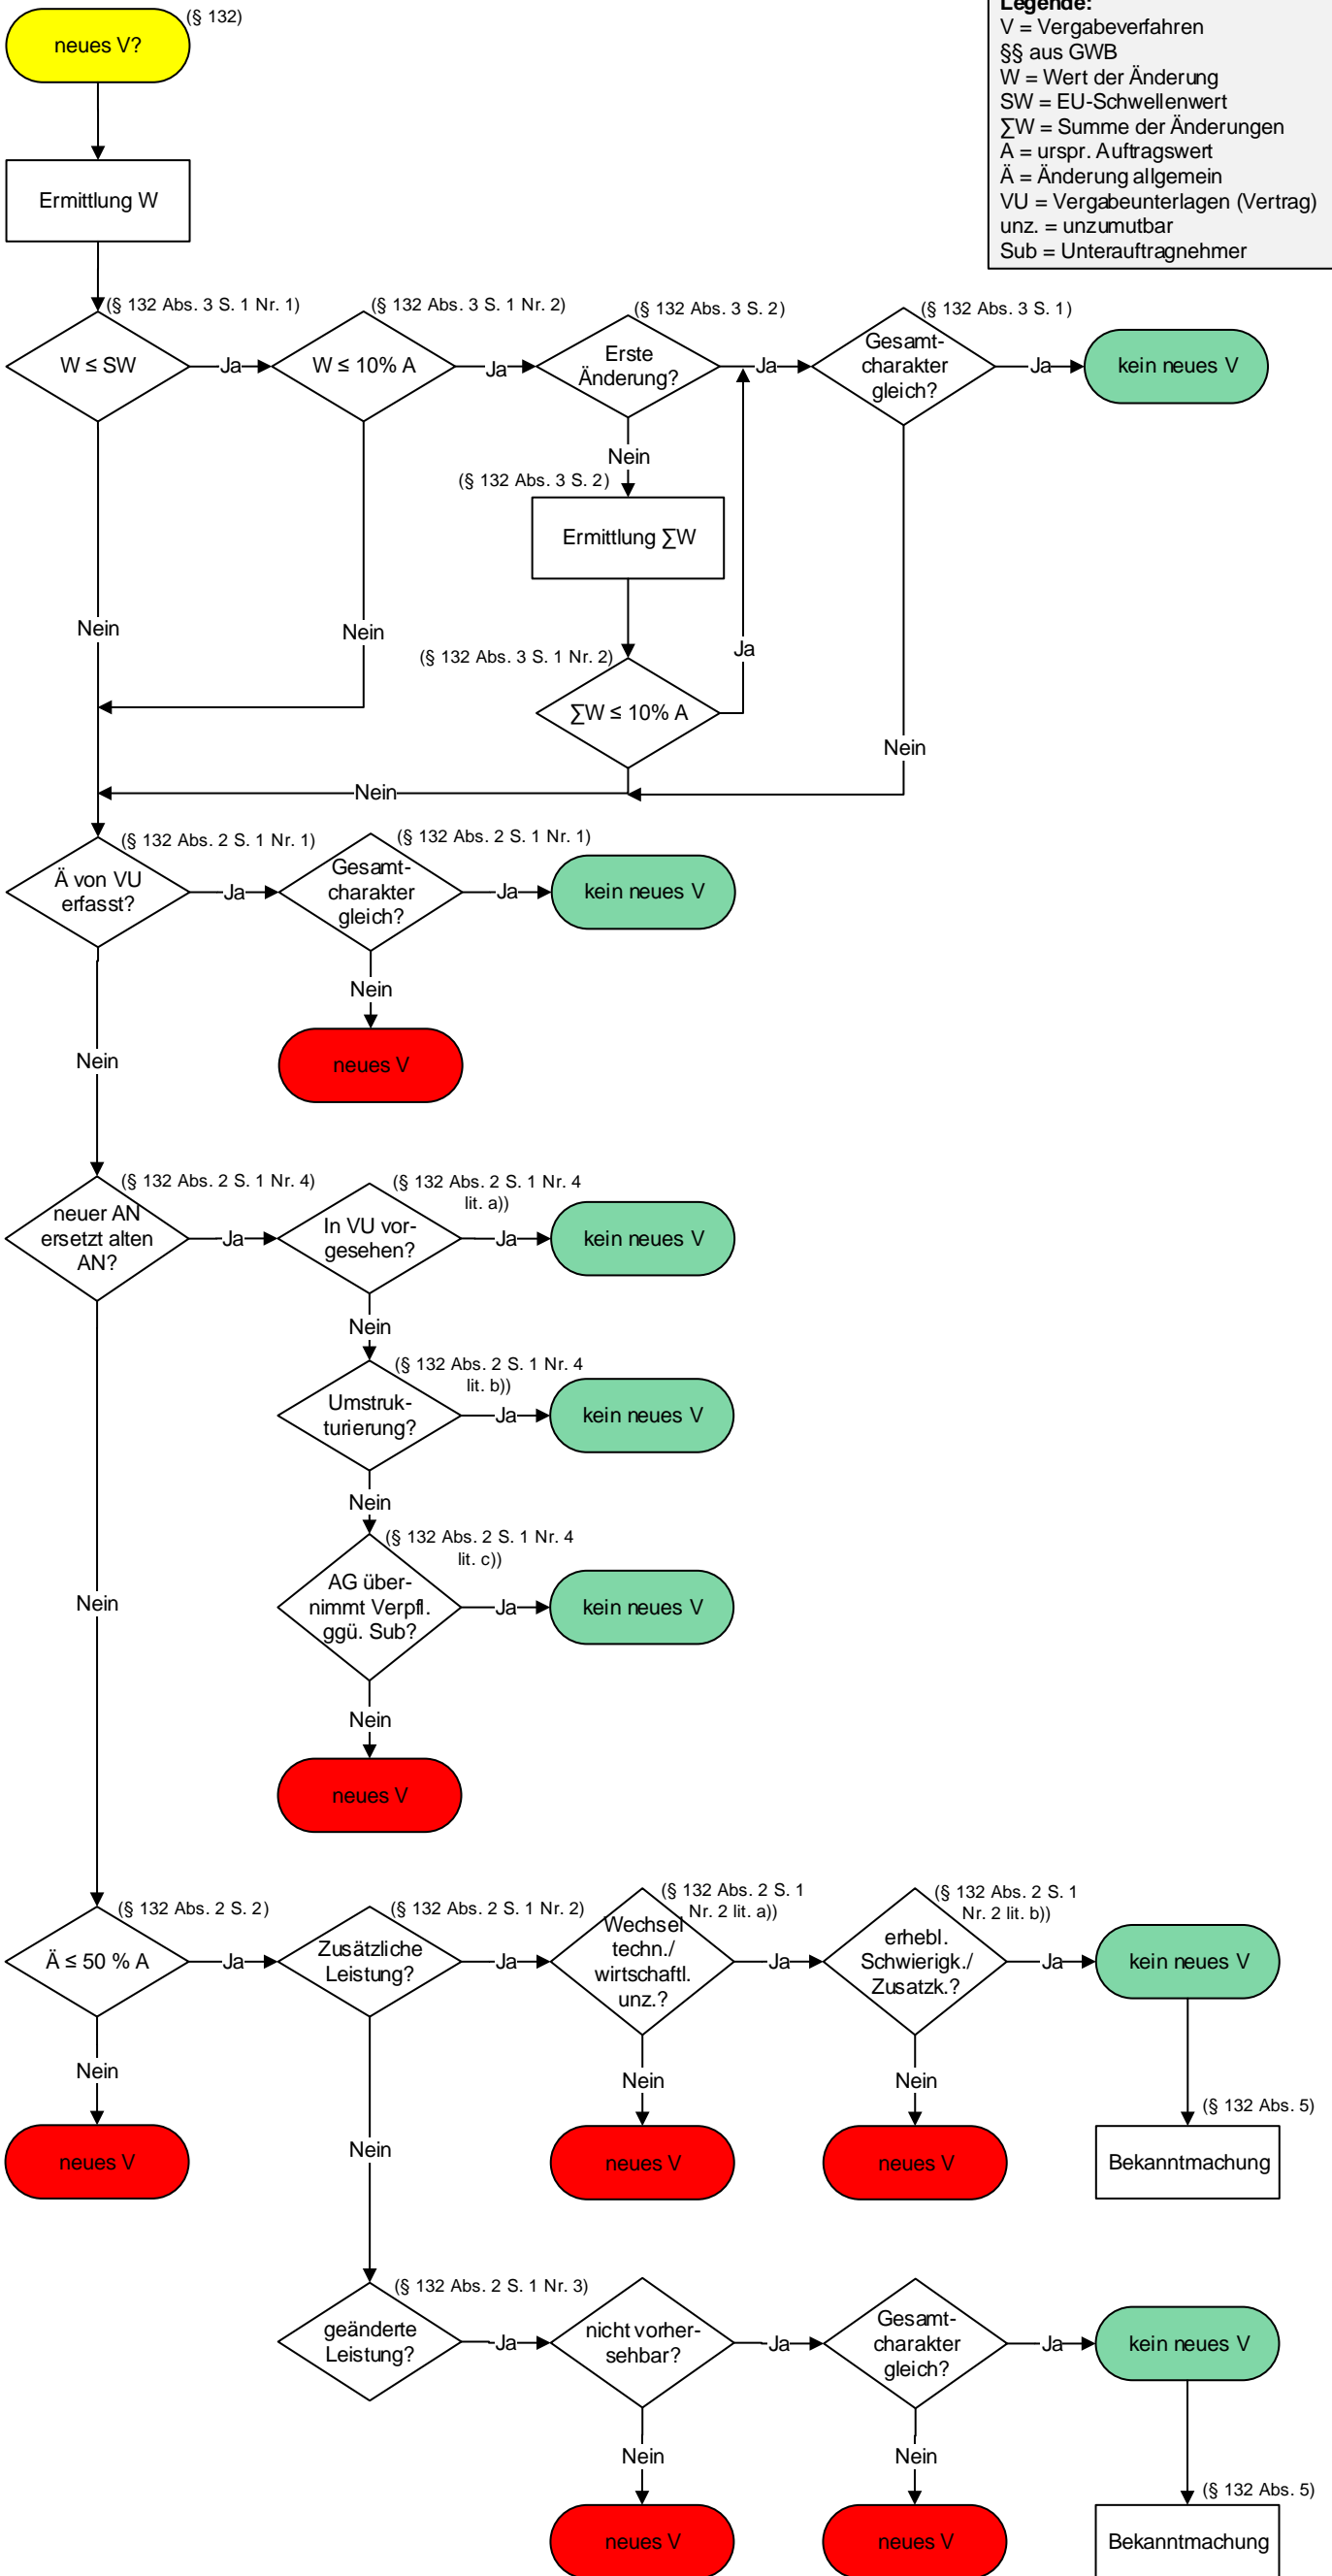 (§ 132)
neues V?
Legende:
V = Vergabeverfahren
§§ aus GWB
W = Wert der Änderung
SW = EU-Schwellenwert
∑W = Summe der Änderungen
A = urspr. Auftragswert
Ä = Änderung allgemein
VU = Vergabeunterlagen (Vertrag)
unz. = unzumutbar
Sub = Unterauftragnehmer
Ermittlung W
(§ 132 Abs. 3 S. 1 Nr. 1)
W ≤ SW
Ja
(§ 132 Abs. 3 S. 1 Nr. 2)
W ≤ 10% A
Ja
(§ 132 Abs. 3 S. 2)
Erste
Änderung?
Ja
(§ 132 Abs. 3 S. 1)
Gesamt-
charakter
gleich?
Ja
kein neues V
Nein
(§ 132 Abs. 3 S. 2)
Ermittlung ∑W
Nein
Nein
Ja
(§ 132 Abs. 3 S. 1 Nr. 2)
∑W ≤ 10% A
Nein
Nein
(§ 132 Abs. 2 S. 1 Nr. 1)
Ä von VU
erfasst?
Ja
(§ 132 Abs. 2 S. 1 Nr. 1)
Gesamt-
charakter
gleich?
Ja
kein neues V
Nein
neues V
Nein
(§ 132 Abs. 2 S. 1 Nr. 4)
neuer AN
ersetzt alten
AN?
Ja
(§ 132 Abs. 2 S. 1 Nr. 4
lit. a))
In VU vor-
gesehen?
Ja
kein neues V
Nein
(§ 132 Abs. 2 S. 1 Nr. 4
lit. b))
Umstruk-
turierung?
Ja
kein neues V
Nein
(§ 132 Abs. 2 S. 1 Nr. 4
lit. c))
AG über-
nimmt Verpfl.
ggü. Sub?
Ja
kein neues V
Nein
Nein
neues V
(§ 132 Abs. 2 S. 2)
Ä ≤ 50 % A
Ja
(§ 132 Abs. 2 S. 1 Nr. 2)
Zusätzliche
Leistung?
Ja
(§ 132 Abs. 2 S. 1
Nr. 2 lit. a))
Wechsel
techn./
wirtschaftl.
unz.?
Ja
(§ 132 Abs. 2 S. 1
Nr. 2 lit. b))
erhebl.
Schwierigk./
Zusatzk.?
Ja
kein neues V
Nein
neues V
Nein
Nein
neues V
Nein
neues V
(§ 132 Abs. 5)
Bekanntmachung
(§ 132 Abs. 2 S. 1 Nr. 3)
geänderte
Leistung?
Ja
nicht vorher-
sehbar?
Ja
Gesamt-
charakter
gleich?
Ja
kein neues V
Nein
neues V
Nein
neues V
(§ 132 Abs. 5)
Bekanntmachung